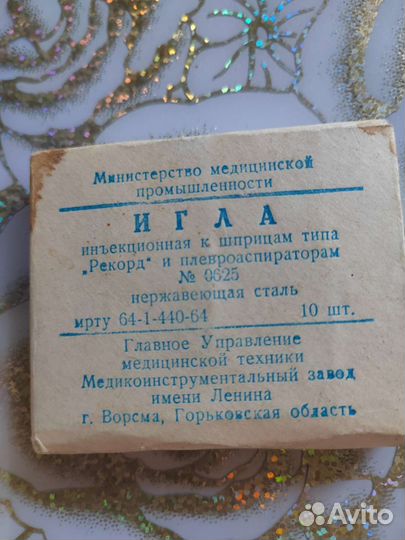 Министерство медицинской
промышленности
ИГЛА
инъекционная к шприцам типа
„Рекорд" и плевроаспираторам
№ 0625
нержавеющая сталь
мрту 64-1-440-64 10 шт.
Главное Управление
медицинской техники
Медикоинструментальный завод
имени Ленина
г. Ворсма, Горьковская область
Avito